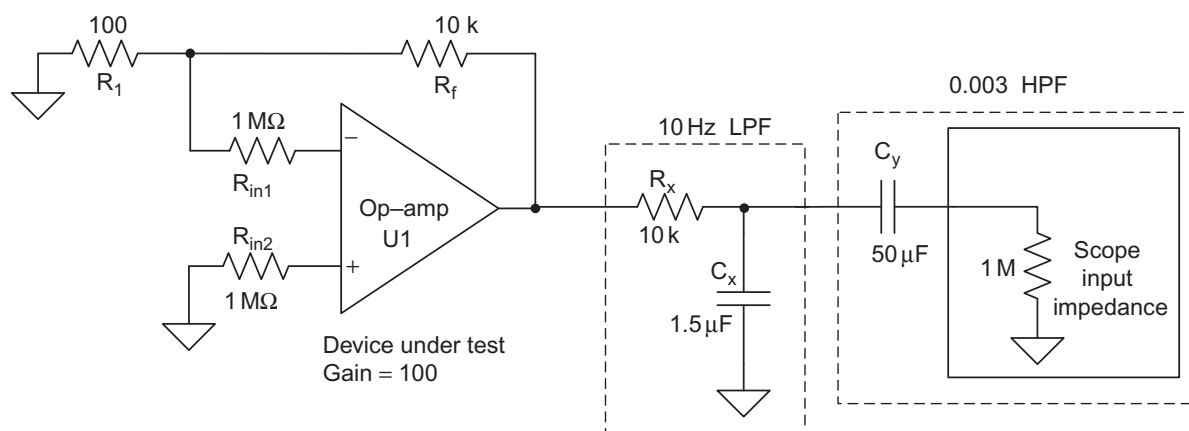 100
R1
10 k
Rf
1 MΩ
Rin1
−
Op–amp
U1
+
Rin2
1 MΩ
Device under test
Gain = 100
10 Hz LPF
Rx
10 k
Cx
1.5 μF
0.003 HPF
Cy
50 μF
1 M
Scope
input
impedance